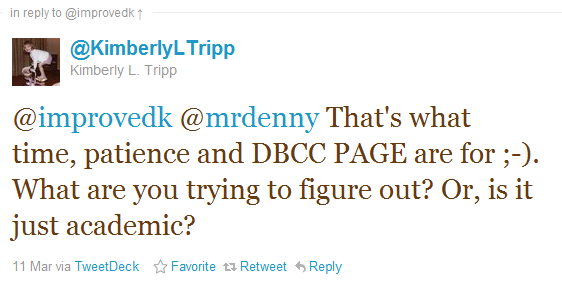 in reply to @improvedk ↑
@KimberlyLTripp
Kimberly L. Tripp
@improvedk @mrdenny That's what
time, patience and DBCC PAGE are for ;-).
What are you trying to figure out? Or, is it
just academic?
11 Mar via TweetDeck Favorite Retweet Reply